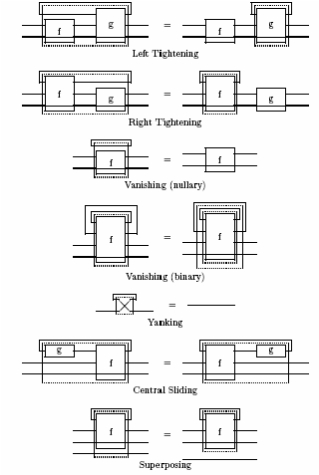 f g = f g
Left Tightening
f g = f g
Right Tightening
f = f
Vanishing (nullary)
f = f
Vanishing (binary)
=
Yanking
g f = f g
Central Sliding
f = f
Superposing